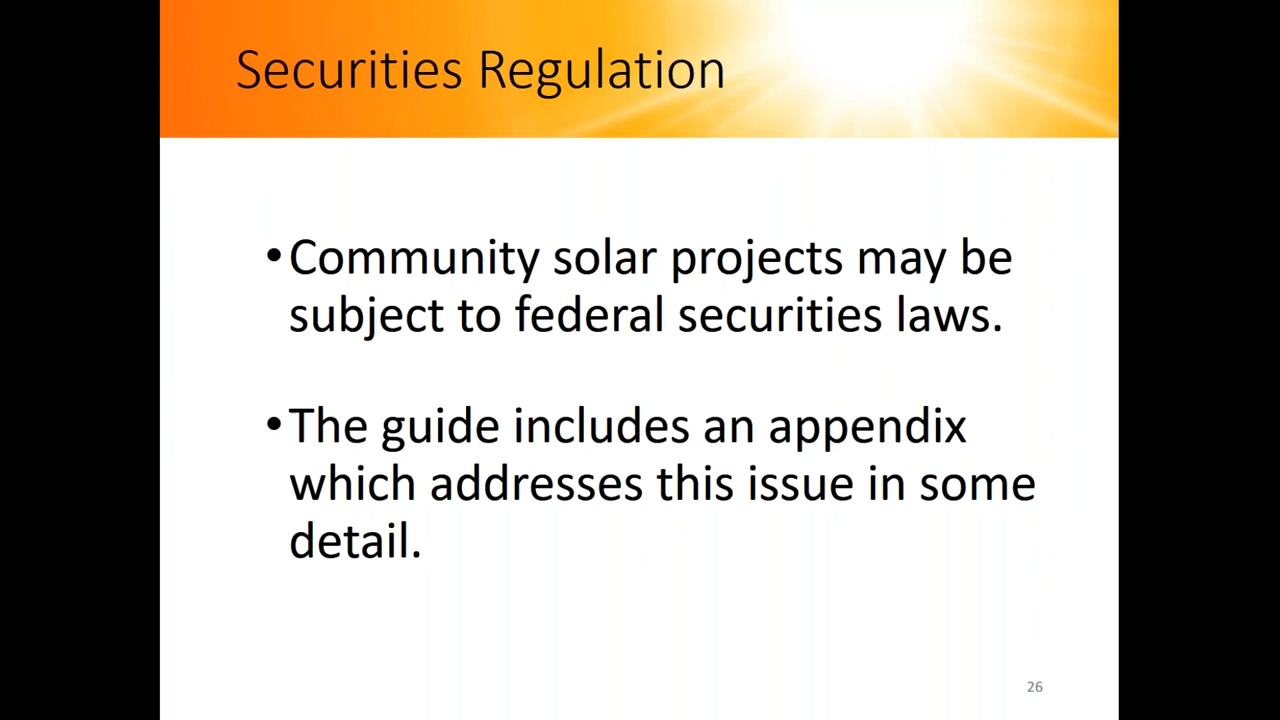 Securities Regulation
•Community solar projects may be
subject to federal securities laws.
•The guide includes an appendix
which addresses this issue in some
detail.
26